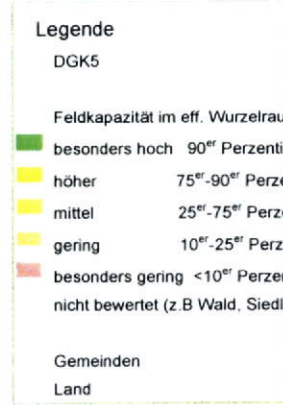 Legende
DGK5
Feldkapazität im eff. Wurzelrau
besonders hoch 90er Perzenti
höher 75er-90er Perze
mittel 25er-75er Perze
gering 10er-25er Perz
besonders gering <10er Perzer
nicht bewertet (z.B Wald, Siedl
Gemeinden
Land